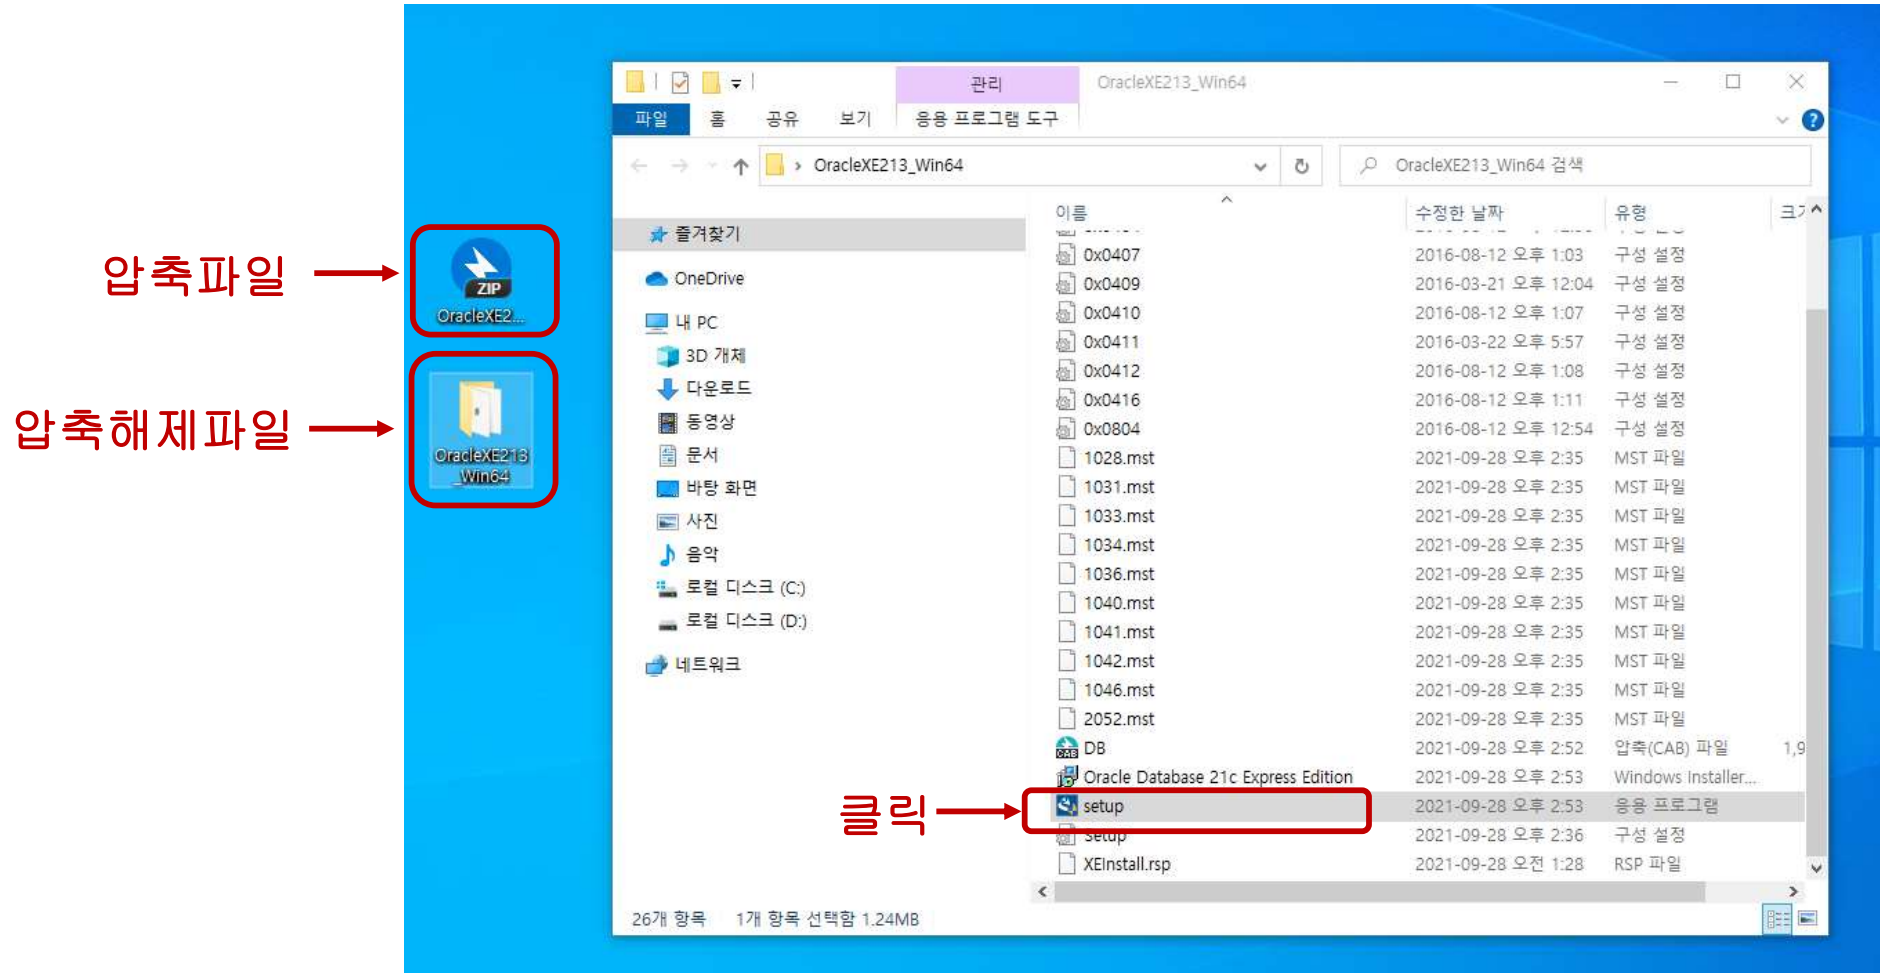 관리
OracleXE213_Win64
파일
홈
공유
보기
응용 프로그램 도구
OracleXE213_Win64
OracleXE213_Win64 검색
압축파일
ZIP
OracleXE2...
압축해제파일
OracleXE213
_Win64
즐겨찾기
OneDrive
내 PC
3D 개체
다운로드
동영상
문서
바탕 화면
사진
음악
로컬 디스크 (C:)
로컬 디스크 (D:)
네트워크
이름 수정한 날짜 유형
0x0407 2016-08-12 오후 1:03 구성 설정
0x0409 2016-03-21 오후 12:04 구성 설정
0x0410 2016-08-12 오후 1:07 구성 설정
0x0411 2016-03-22 오후 5:57 구성 설정
0x0412 2016-08-12 오후 1:08 구성 설정
0x0416 2016-08-12 오후 1:11 구성 설정
0x0804 2016-08-12 오후 12:54 구성 설정
1028.mst 2021-09-28 오후 2:35 MST 파일
1031.mst 2021-09-28 오후 2:35 MST 파일
1033.mst 2021-09-28 오후 2:35 MST 파일
1034.mst 2021-09-28 오후 2:35 MST 파일
1036.mst 2021-09-28 오후 2:35 MST 파일
1040.mst 2021-09-28 오후 2:35 MST 파일
1041.mst 2021-09-28 오후 2:35 MST 파일
1042.mst 2021-09-28 오후 2:35 MST 파일
1046.mst 2021-09-28 오후 2:35 MST 파일
2052.mst 2021-09-28 오후 2:35 MST 파일
CAB DB 2021-09-28 오후 2:52 압축(CAB) 파일 1,9
Oracle Database 21c Express Edition 2021-09-28 오후 2:53 Windows Installer...
클릭
setup 2021-09-28 오후 2:53 응용 프로그램
Setup 2021-09-28 오후 2:36 구성 설정
XEInstall.rsp 2021-09-28 오전 1:28 RSP 파일
26개 항목 1개 항목 선택함 1.24MB